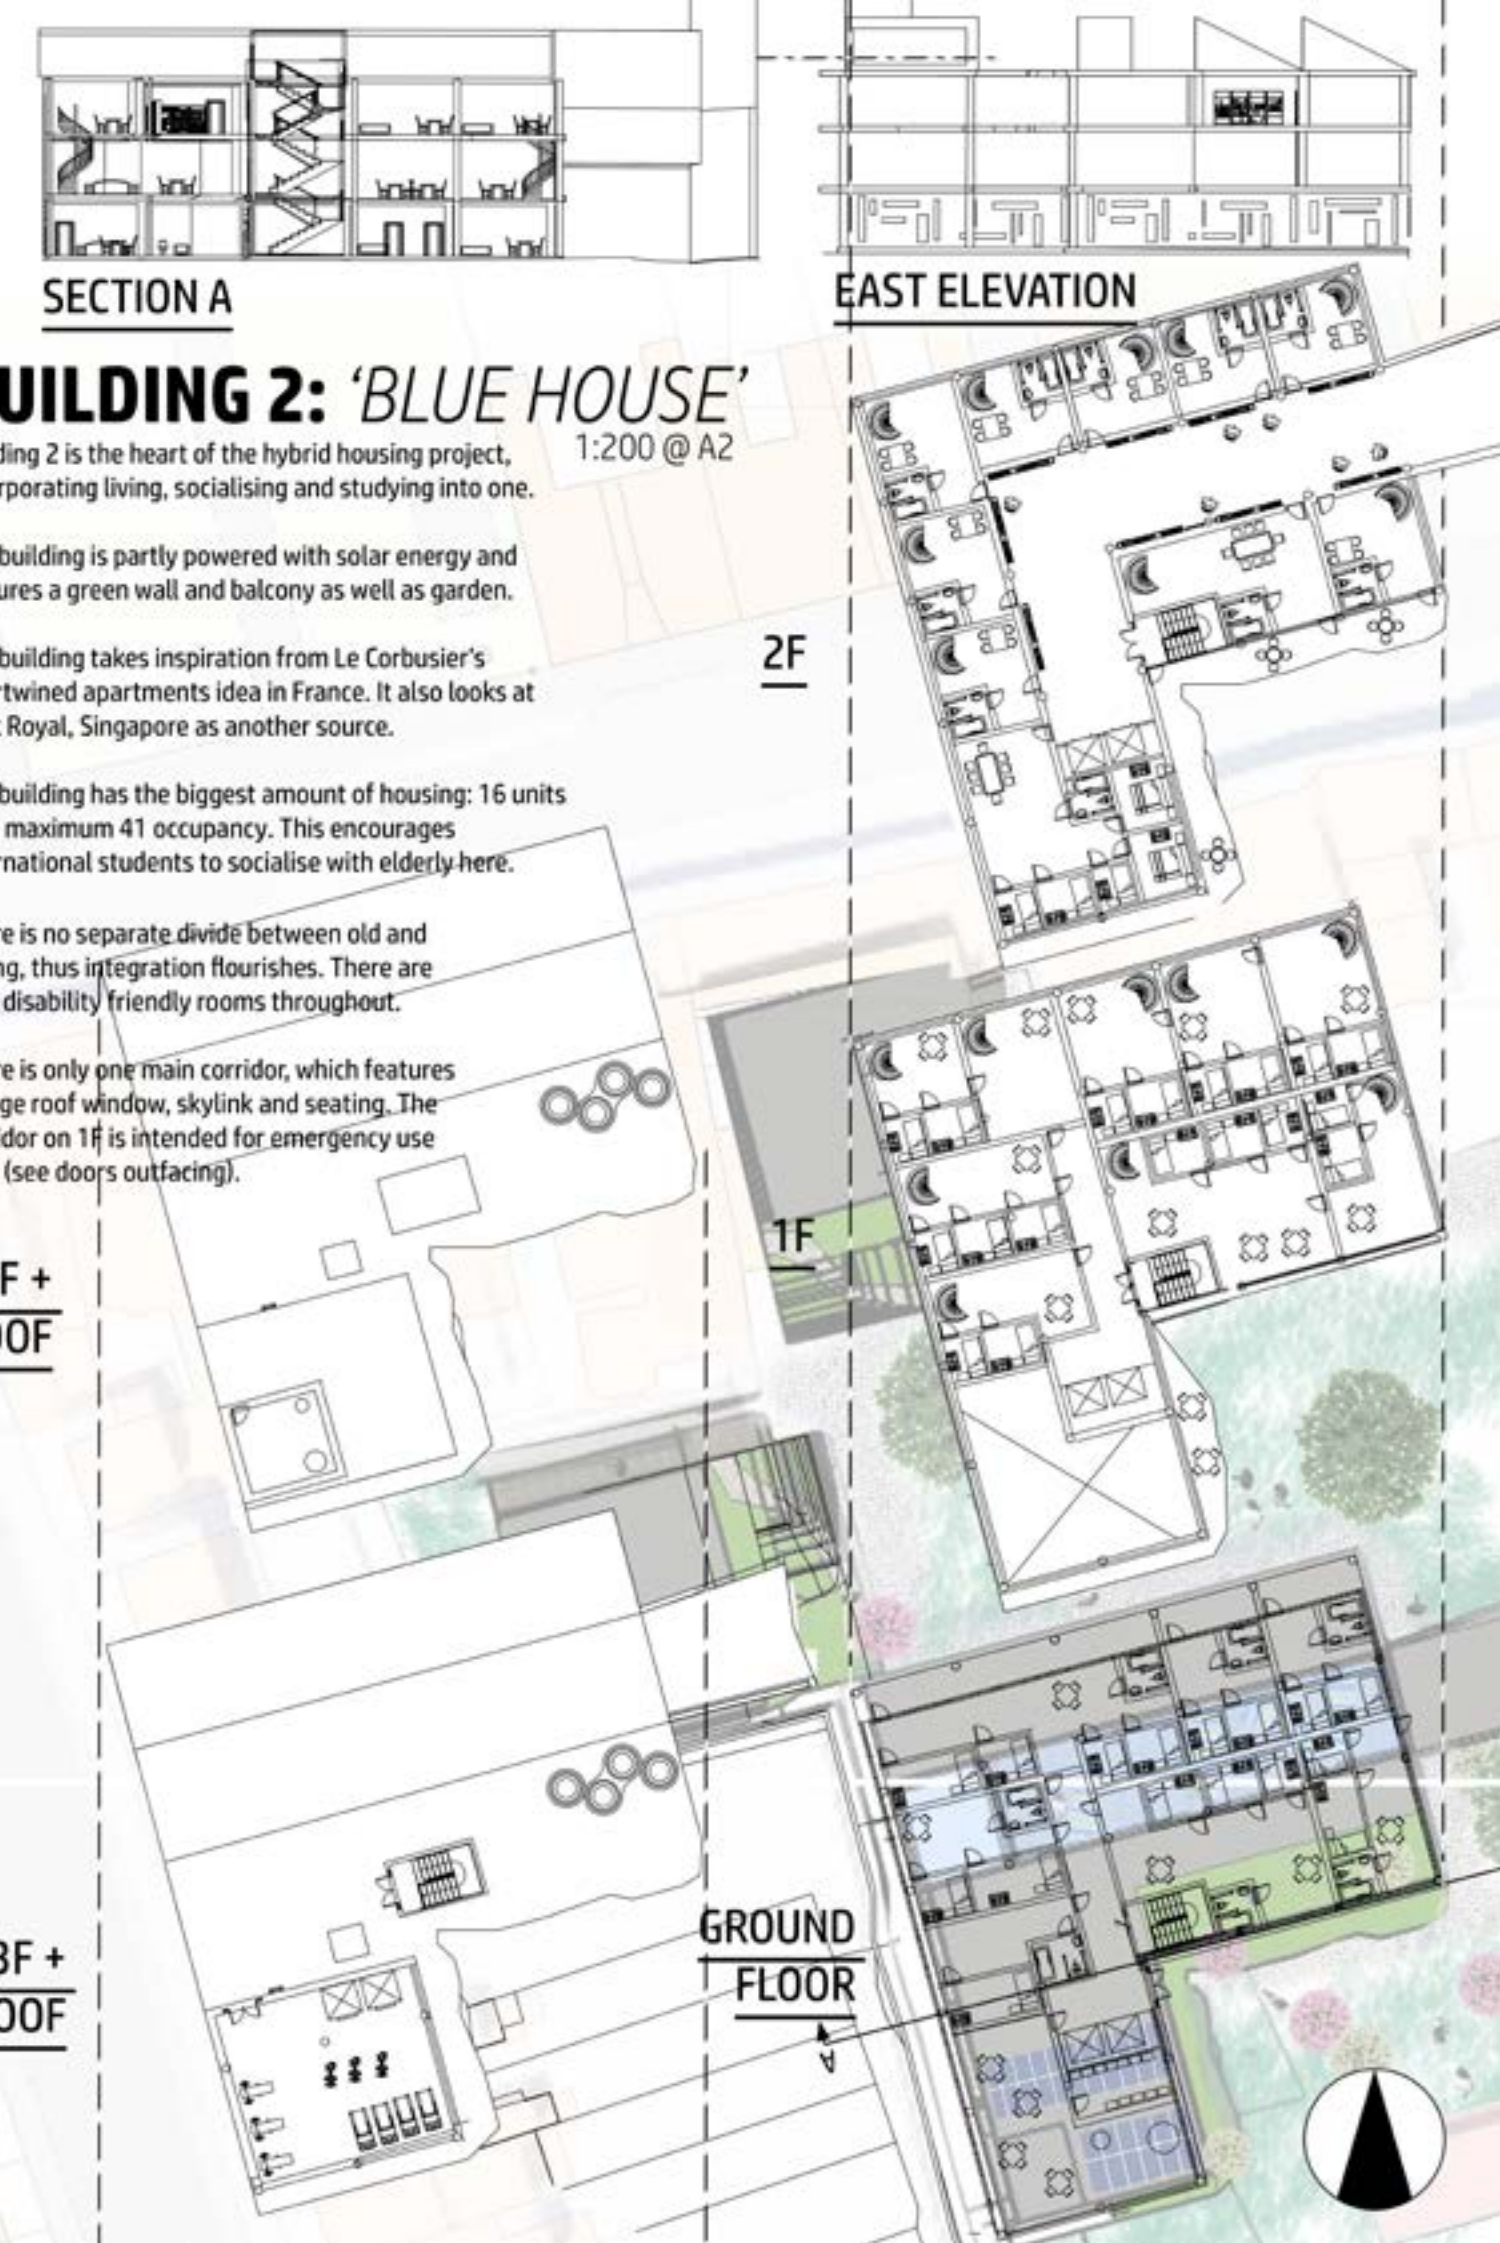 SECTION A
EAST ELEVATION
UILDING 2: 'BLUE HOUSE'
1:200 @ A2
ding 2 is the heart of the hybrid housing project,
rporating living, socialising and studying into one.
building is partly powered with solar energy and
ures a green wall and balcony as well as garden.
building takes inspiration from Le Corbusier's
rtwined apartments idea in France. It also looks at
Royal, Singapore as another source.
building has the biggest amount of housing: 16 units
maximum 41 occupancy. This encourages
rnational students to socialise with elderly here.
re is no separate divide between old and
ng, thus integration flourishes. There are
disability friendly rooms throughout.
re is only one main corridor, which features
ge roof window, skylink and seating. The
idor on 1F is intended for emergency use
(see doors outfacing).
2F
1F
F +
OOF
GROUND
FLOOR
3F +
OOF
A